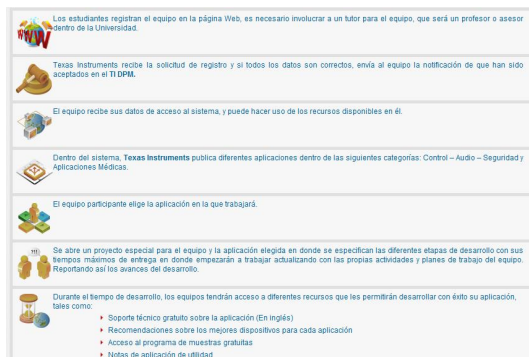 Los estudiantes registran el equipo en la página Web, es necesario involucrar a un tutor para el equipo, que será un profesor o asesor
dentro de la Universidad.
Texas Instruments recibe la solicitud de registro y si todos los datos son correctos, envía al equipo la notificación de que han sido
aceptados en el TI DPM.
El equipo recibe sus datos de acceso al sistema, y puede hacer uso de los recursos disponibles en él.
Dentro del sistema, Texas Instruments publica diferentes aplicaciones dentro de las siguientes categorías: Control – Audio – Seguridad y
Aplicaciones Médicas.
El equipo participante elige la aplicación en la que trabajará.
Se abre un proyecto especial para el equipo y la aplicación elegida en donde se especifican las diferentes etapas de desarrollo con sus
tiempos máximos de entrega en donde empezarán a trabajar actualizando con las propias actividades y planes de trabajo del equipo.
Reportando así los avances del desarrollo.
Durante el tiempo de desarrollo, los equipos tendrán acceso a diferentes recursos que les permitirán desarrollar con éxito su aplicación,
tales como:
Soporte técnico gratuito sobre la aplicación (En inglés)
Recomendaciones sobre los mejores dispositivos para cada aplicación
Acceso al programa de muestras gratuitas
Notas de aplicación de utilidad